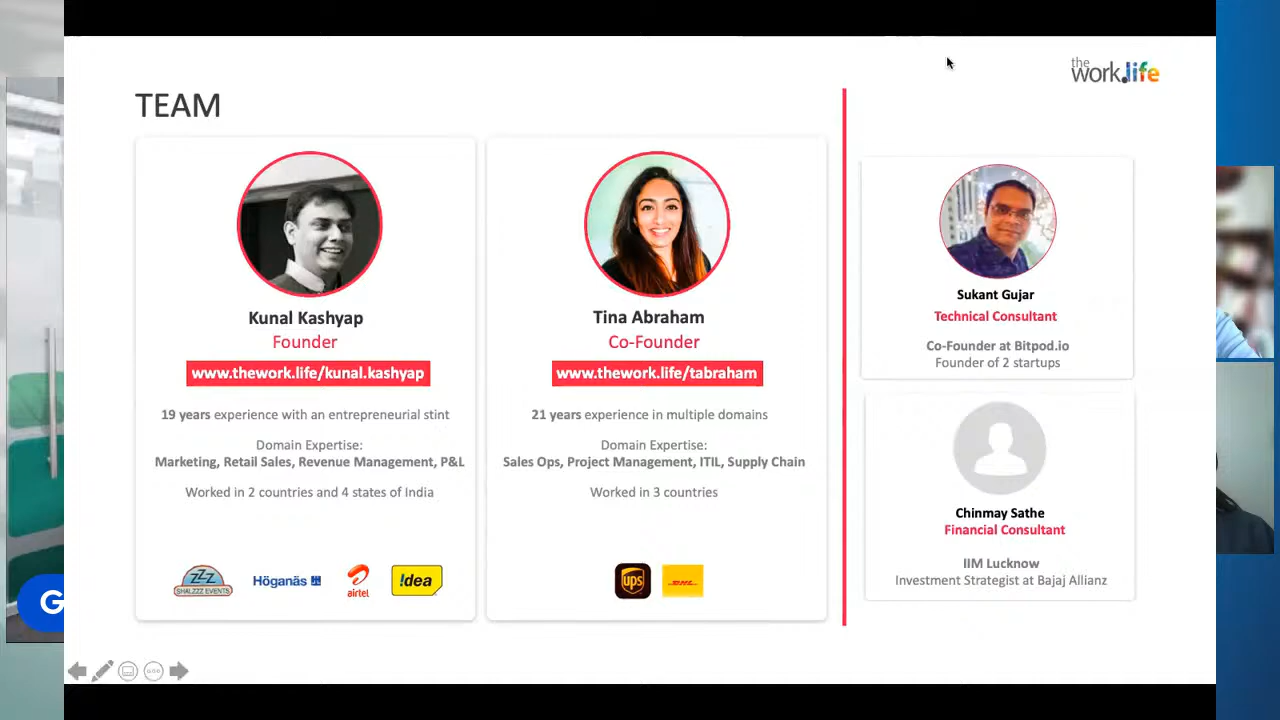 the
work.life
TEAM
Kunal Kashyap
Founder
www.thework.life/kunal.kashyap
19 years experience with an entrepreneurial stint
Domain Expertise:
Marketing, Retail Sales, Revenue Management, P&L
Worked in 2 countries and 4 states of India
ZZZ
SHALZZZ EVENTS
Höganäs
airtel
!dea
Tina Abraham
Co-Founder
www.thework.life/tabraham
21 years experience in multiple domains
Domain Expertise:
Sales Ops, Project Management, ITIL, Supply Chain
Worked in 3 countries
ups
DHL
Sukant Gujar
Technical Consultant
Co-Founder at Bitpod.io
Founder of 2 startups
Chinmay Sathe
Financial Consultant
IIM Lucknow
Investment Strategist at Bajaj Allianz
G